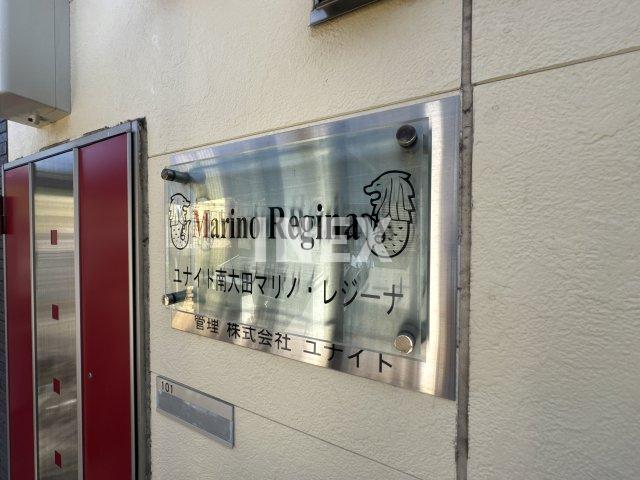 Marino Regina
INEX
ユナイト南大田マリノ・レジーナ
管理 株式会社 ユナイト
101